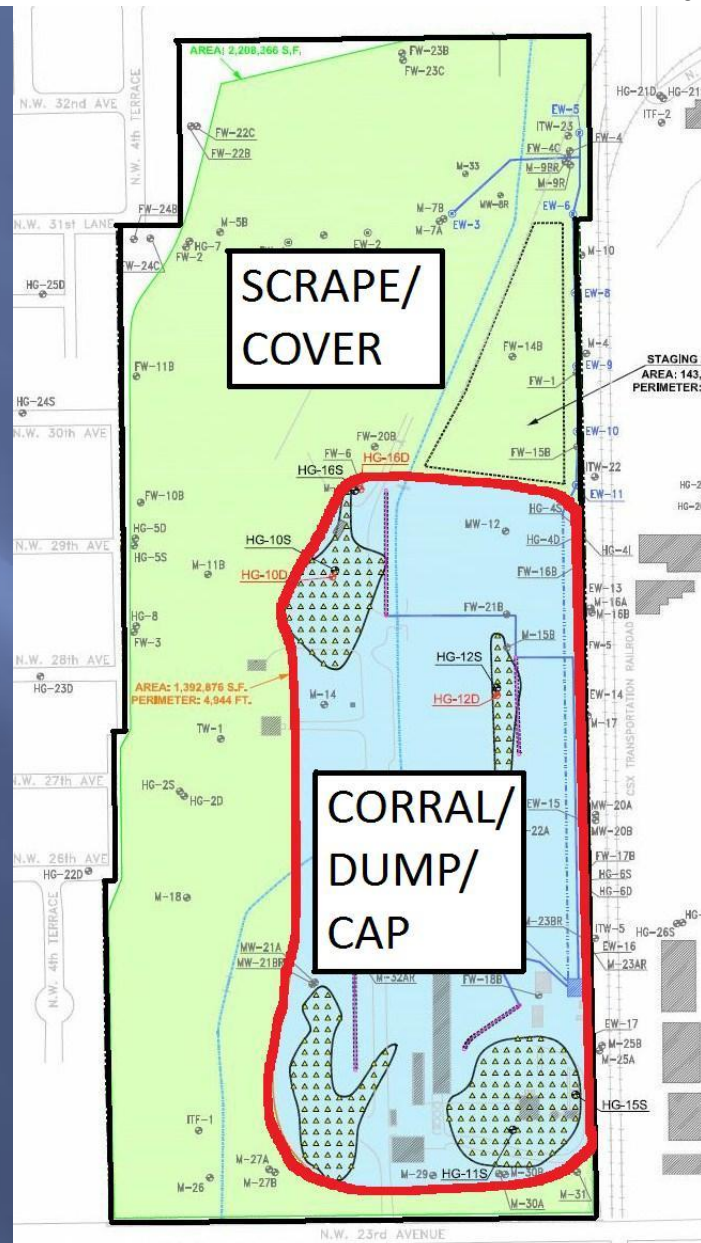 AREA: 2,208,266 S.F.
FW-23B
FW-23C
HG-21D
ITF-2
N.W. 32nd AVE
N.W. 4th TERRACE
EW-5
FW-22C
FW-22B
ITW-23
FW-4
FW-4C
M-9BR
M-9R
M-33
MW-8R
M-7B
M-7A
EW-3
EW-6
FW-24B
N.W. 31st LANE
M-5B
HG-7
FW-2
EW-2
FW-24C
M-10
HG-25D
SCRAPE/
COVER
EW-8
FW-14B
M-4
STAGING
AREA: 143,
PERIMETER:
EW-9
FW-1
FW-11B
HG-24S
N.W. 30th AVE
EW-10
FW-20B
FW-15B
FW-6
HG-16D
HG-16S
ITW-22
EW-11
FW-10B
HG-4S
MW-12
HG-5D
HG-5S
HG-10S
HG-4D
HG-4I
N.W. 29th AVE
HG-10D
M-11B
FW-16B
EW-13
M-16A
M-16B
FW-21B
HG-8
FW-3
M-15B
FW-5
HG-12S
N.W. 28th AVE
HG-23D
AREA: 1,392,876 S.F.
PERIMETER: 4,944 FT.
HG-12D
EW-14
M-14
M-17
TW-1
CSX TRANSPORTATION RAILROAD
N.W. 27th AVE
HG-2S
HG-2D
CORRAL/
DUMP/
CAP
EW-15
MW-20A
22A
MW-20B
N.W. 26th AVE
HG-22D
FW-17B
HG-6S
HG-6D
M-18
N.W. 4th TERRACE
M-23BR
ITW-5
HG-26S
EW-16
M-23AR
MW-21A
MW-21BR
M-32AR
FW-18B
EW-17
M-25B
M-25A
HG-15S
ITF-1
HG-11S
M-27A
M-27B
M-26
M-29
M-30B
M-31
M-30A
N.W. 23rd AVENUE